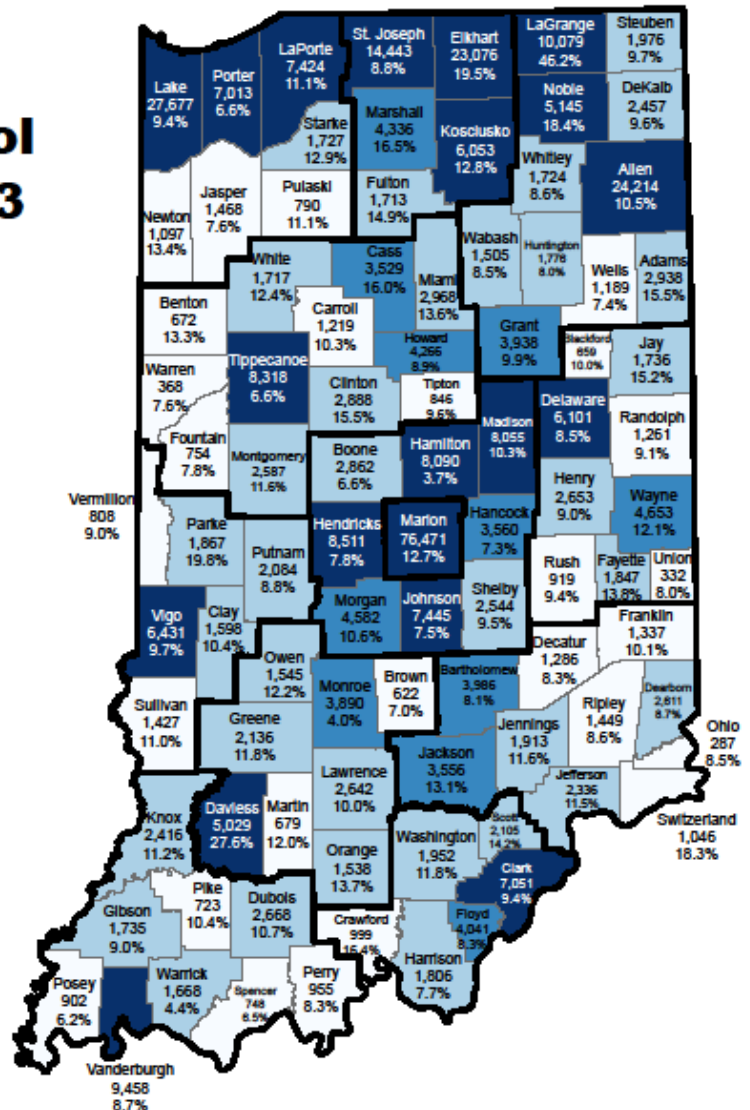 ol
3
St. Joseph
14,443
8.8%
Elkhart
23,076
19.5%
LaGrange
10,079
46.2%
Steuben
1,976
9.7%
LaPorte
7,424
11.1%
Porter
7,013
6.6%
Lake
27,677
9.4%
Noble
5,145
18.4%
DeKalb
2,457
9.6%
Marshall
4,336
16.5%
Starke
1,727
12.9%
Kosciusko
6,053
12.8%
Whitley
1,724
8.6%
Allen
24,214
10.5%
Jasper
1,468
7.6%
Pulaski
790
11.1%
Fulton
1,713
14.9%
Newton
1,097
13.4%
Wabash
1,505
8.5%
Huntington
1,778
8.0%
Wells
1,189
7.4%
Adams
2,938
15.5%
White
1,717
12.4%
Cass
3,529
16.0%
Miami
2,968
13.6%
Benton
672
13.3%
Carroll
1,219
10.3%
Grant
3,938
9.9%
Blackford
659
10.0%
Jay
1,736
15.2%
Howard
4,266
8.9%
Tippecanoe
8,318
6.6%
Warren
368
7.6%
Clinton
2,888
15.5%
Tipton
846
9.6%
Madison
8,055
10.3%
Delaware
6,101
8.5%
Randolph
1,261
9.1%
Fountain
754
7.8%
Montgomery
2,587
11.6%
Boone
2,862
6.6%
Hamilton
8,090
3.7%
Henry
2,653
9.0%
Wayne
4,653
12.1%
Vermillion
808
9.0%
Parke
1,867
19.8%
Putnam
2,084
8.8%
Hendricks
8,511
7.8%
Marion
76,471
12.7%
Hancock
3,560
7.3%
Rush
919
9.4%
Fayette
1,847
13.8%
Union
332
8.0%
Vigo
6,431
9.7%
Clay
1,598
10.4%
Morgan
4,582
10.6%
Johnson
7,445
7.5%
Shelby
2,544
9.5%
Franklin
1,337
10.1%
Owen
1,545
12.2%
Decatur
1,286
8.3%
Monroe
3,890
4.0%
Brown
622
7.0%
Bartholomew
3,986
8.1%
Sullivan
1,427
11.0%
Greene
2,136
11.8%
Ripley
1,449
8.6%
Dearborn
2,811
8.7%
Jennings
1,913
11.6%
Ohio
287
8.5%
Jackson
3,556
13.1%
Lawrence
2,642
10.0%
Jefferson
2,336
11.5%
Switzerland
1,046
18.3%
Knox
2,416
11.2%
Daviess
5,029
27.6%
Martin
679
12.0%
Orange
1,538
13.7%
Washington
1,952
11.8%
Scott
2,105
14.2%
Clark
7,051
9.4%
Pike
723
10.4%
Dubois
2,668
10.7%
Gibson
1,735
9.0%
Crawford
999
16.4%
Floyd
4,041
8.3%
Harrison
1,806
7.7%
Posey
902
6.2%
Warrick
1,668
4.4%
Spencer
748
6.5%
Perry
955
8.3%
Vanderburgh
9,458
8.7%